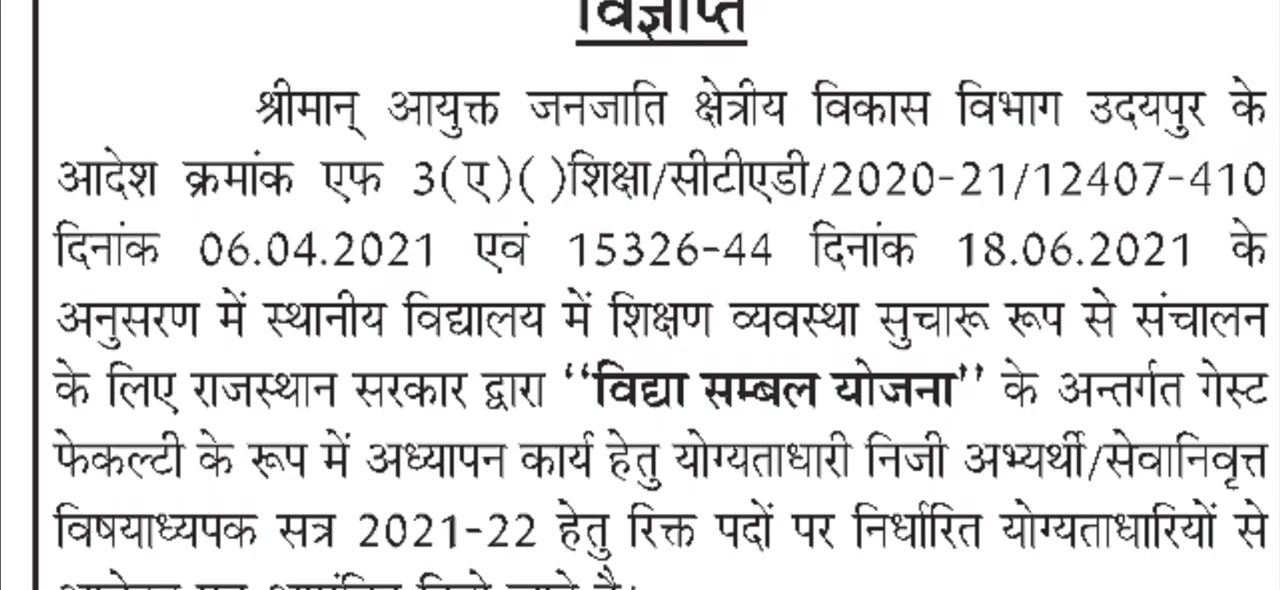 विज्ञप्ति
श्रीमान् आयुक्त जनजाति क्षेत्रीय विकास विभाग उदयपुर के
आदेश क्रमांक एफ 3(ए)( )शिक्षा/सीटीएडी/2020-21/12407-410
दिनांक 06.04.2021 एवं 15326-44 दिनांक 18.06.2021 के
अनुसरण में स्थानीय विद्यालय में शिक्षण व्यवस्था सुचारू रूप से संचालन
के लिए राजस्थान सरकार द्वारा “विद्या सम्बल योजना” के अन्तर्गत गेस्ट
फेकल्टी के रूप में अध्यापन कार्य हेतु योग्यताधारी निजी अभ्यर्थी/सेवानिवृत्त
विषयाध्यपक सत्र 2021-22 हेतु रिक्त पदों पर निर्धारित योग्यताधारियों से